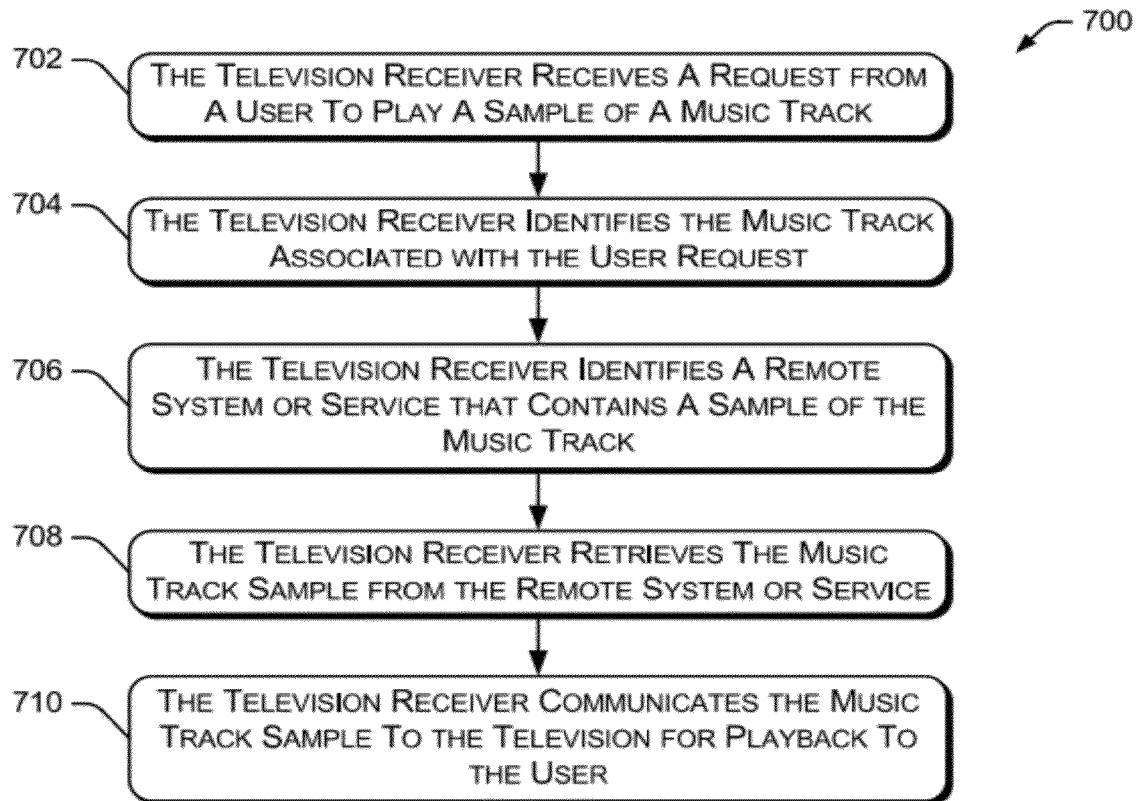 700
702
THE TELEVISION RECEIVER RECEIVES A REQUEST FROM
A USER TO PLAY A SAMPLE OF A MUSIC TRACK
704
THE TELEVISION RECEIVER IDENTIFIES THE MUSIC TRACK
ASSOCIATED WITH THE USER REQUEST
706
THE TELEVISION RECEIVER IDENTIFIES A REMOTE
SYSTEM OR SERVICE THAT CONTAINS A SAMPLE OF THE
MUSIC TRACK
708
THE TELEVISION RECEIVER RETRIEVES THE MUSIC
TRACK SAMPLE FROM THE REMOTE SYSTEM OR SERVICE
710
THE TELEVISION RECEIVER COMMUNICATES THE MUSIC
TRACK SAMPLE TO THE TELEVISION FOR PLAYBACK TO
THE USER